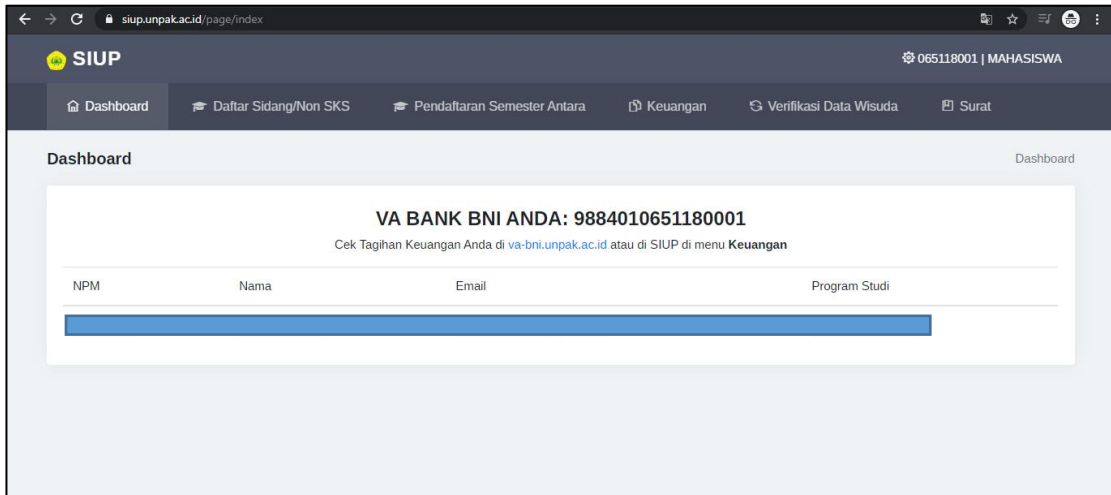 siup.unpak.ac.id/page/index
SIUP
065118001 | MAHASISWA
Dashboard
Daftar Sidang/Non SKS
Pendaftaran Semester Antara
Keuangan
Verifikasi Data Wisuda
Surat
Dashboard
Dashboard
VA BANK BNI ANDA: 9884010651180001
Cek Tagihan Keuangan Anda di va-bni.unpak.ac.id atau di SIUP di menu Keuangan
NPM Nama Email Program Studi